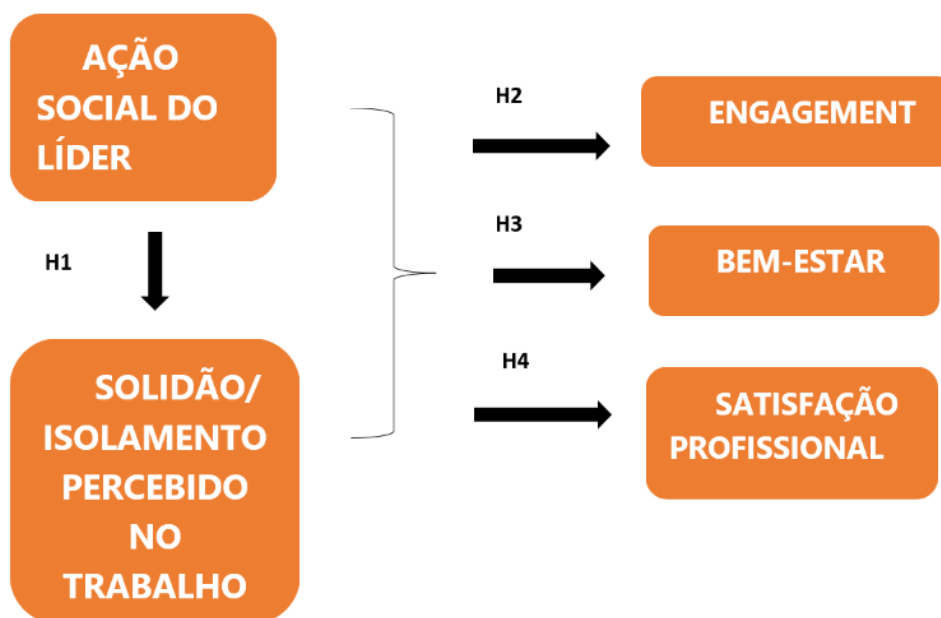 AÇÃO
SOCIAL DO
LÍDER
H1
SOLIDÃO/
ISOLAMENTO
PERCEBIDO
NO
TRABALHO
H2
ENGAGEMENT
H3
BEM-ESTAR
H4
SATISFAÇÃO
PROFISSIONAL